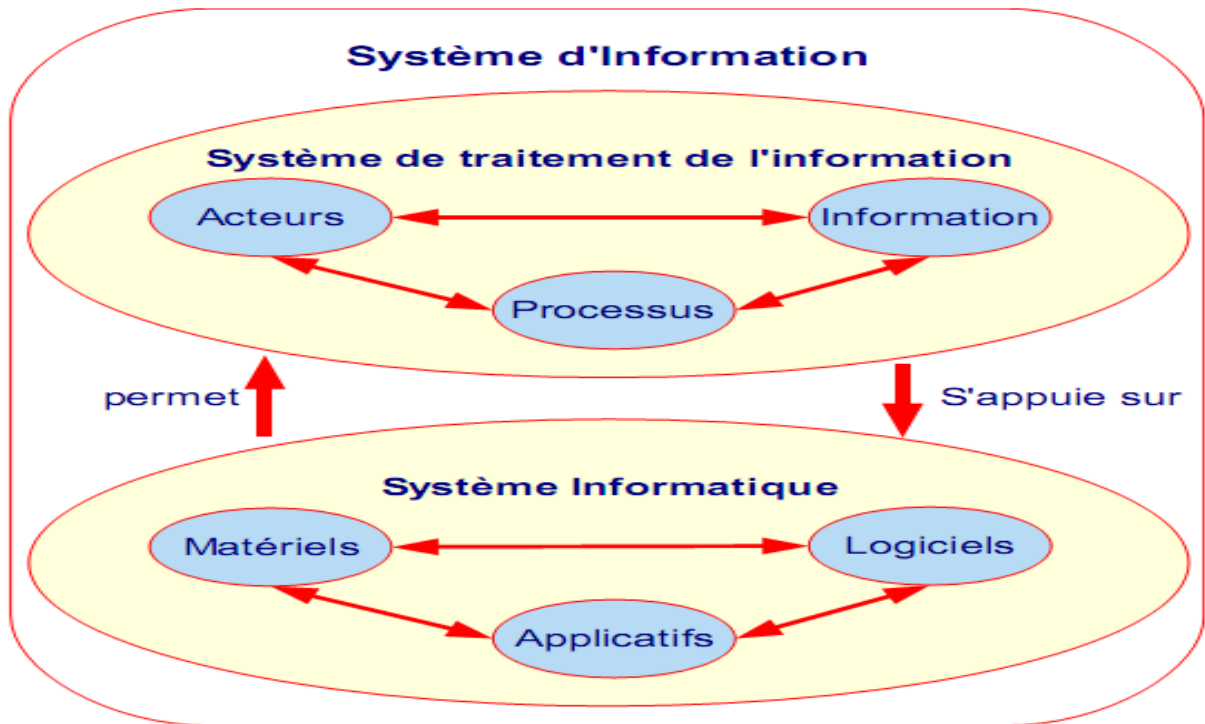 Système d'Information
Système de traitement de l'information
Acteurs
Information
Processus
permet
S'appuie sur
Système Informatique
Matériels
Logiciels
Applicatifs